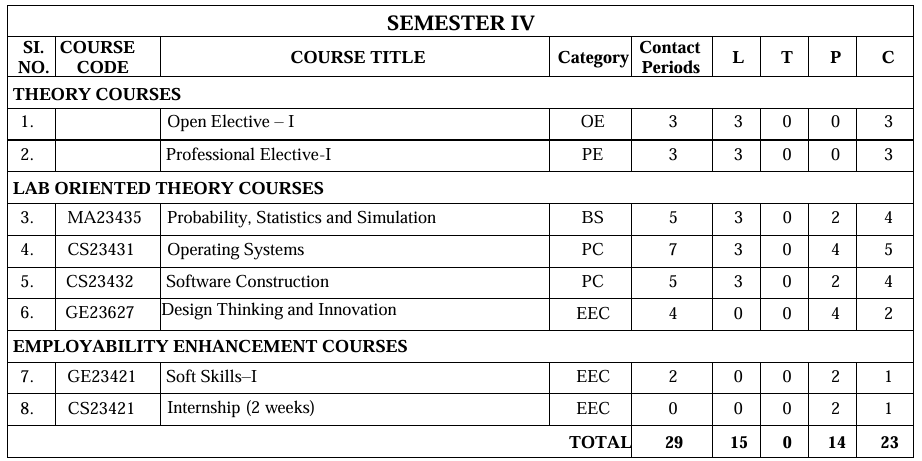 SEMESTER IV
SI. NO. COURSE CODE COURSE TITLE Category Contact Periods L T P C
THEORY COURSES
1. Open Elective – I OE 3 3 0 0 3
2. Professional Elective-I PE 3 3 0 0 3
LAB ORIENTED THEORY COURSES
3. MA23435 Probability, Statistics and Simulation BS 5 3 0 2 4
4. CS23431 Operating Systems PC 7 3 0 4 5
5. CS23432 Software Construction PC 5 3 0 2 4
6. GE23627 Design Thinking and Innovation EEC 4 0 0 4 2
EMPLOYABILITY ENHANCEMENT COURSES
7. GE23421 Soft Skills–I EEC 2 0 0 2 1
8. CS23421 Internship (2 weeks) EEC 0 0 0 2 1
TOTAL 29 15 0 14 23